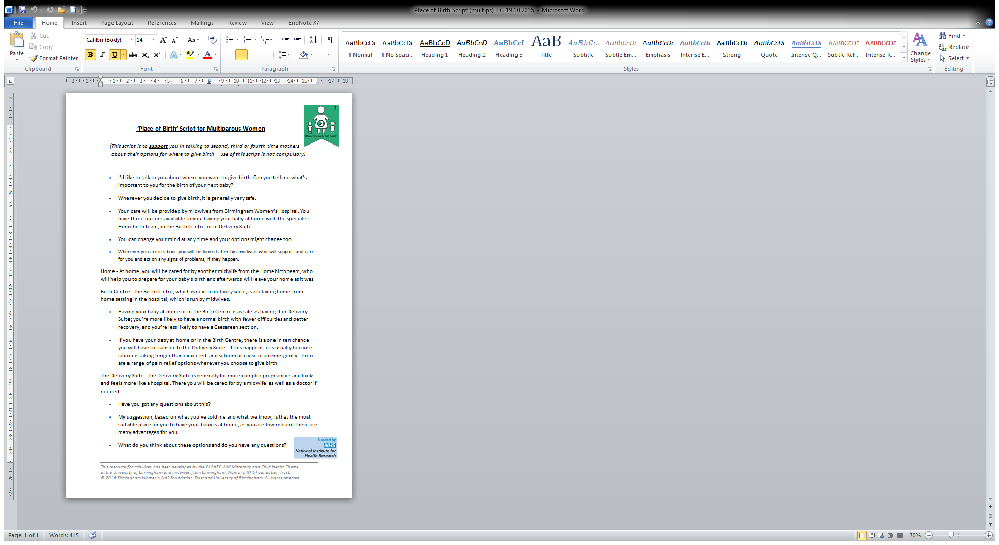 Place of Birth Script (multips)_LG_19.10.2016 - Microsoft Word
File Home Insert Page Layout References Mailings Review View EndNote X7
Paste
Cut
Copy
Format Painter
Clipboard
Calibri (Body) 14
Font
Paragraph
AaBbCcDc AaBbCcDc AaBbCcD AaBbCcD AaBbCcI AaB AaBbCc. AaBbCcDc AaBbCcDc AaBbCcDc AaBbCcDc AaBbCcDc AaBbCcDc AABBCCDD AABBCCDD
¶ Normal ¶ No Spaci... Heading 1 Heading 2 Heading 3 Title Subtitle Subtle Em... Emphasis Intense E... Strong Quote Intense Q... Subtle Ref... Intense R...
Styles
Change
Styles
Find
Replace
Select
Editing
1
Maternity and child health
‘Place of Birth’ Script for Multiparous Women
(This script is to support you in talking to second, third or fourth time mothers
about their options for where to give birth – use of this script is not compulsory)
• I’d like to talk to you about where you want to give birth. Can you tell me what’s
important to you for the birth of your next baby?
• Wherever you decide to give birth, it is generally very safe.
• Your care will be provided by midwives from Birmingham Women’s Hospital. You
have three options available to you: having your baby at home with the specialist
Homebirth team, in the Birth Centre, or in Delivery Suite.
• You can change your mind at any time and your options might change too.
• Wherever you are in labour you will be looked after by a midwife who will support and care
for you and act on any signs of problems, if they happen.
Home - At home, you will be cared for by another midwife from the Homebirth team, who
will help you to prepare for your baby’s birth and afterwards will leave your home as it was.
Birth Centre - The Birth Centre, which is next to delivery suite, is a relaxing home-from-
home setting in the hospital, which is run by midwives.
• Having your baby at home or in the Birth Centre is as safe as having it in Delivery
Suite; you’re more likely to have a normal birth with fewer difficulties and better
recovery, and you’re less likely to have a Caesarean section.
• If you have your baby at home or in the Birth Centre, there is a one in ten chance
you will have to transfer to the Delivery Suite. If this happens, it is usually because
labour is taking longer than expected, and seldom because of an emergency. There
are a range of pain relief options wherever you choose to give birth.
The Delivery Suite - The Delivery Suite is generally for more complex pregnancies and looks
and feels more like a hospital. There you will be cared for by a midwife, as well as a doctor if
needed.
• Have you got any questions about this?
• My suggestion, based on what you’ve told me and what we know, is that the most
suitable place for you to have your baby is at home, as you are low risk and there are
many advantages for you.
• What do you think about these options and do you have any questions?
Funded by
NHS
National Institute for
Health Research
This resource for midwives has been developed by the CLAHRC WM Maternity and Child Health Theme
at the University of Birmingham and midwives from Birmingham Women’s NHS Foundation Trust.
© 2016 Birmingham Women’s NHS Foundation Trust and University of Birmingham. All rights reserved.
Page: 1 of 1 Words: 415 70%